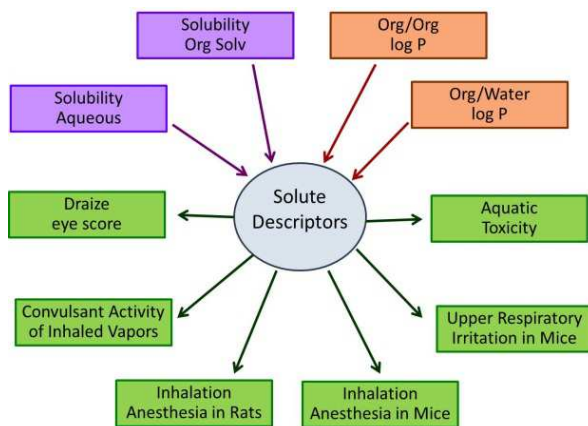 Solubility
Org Solv
Org/Org
log P
Solubility
Aqueous
Org/Water
log P
Solute
Descriptors
Draize
eye score
Aquatic
Toxicity
Convulsant Activity
of Inhaled Vapors
Upper Respiratory
Irritation in Mice
Inhalation
Anesthesia in Rats
Inhalation
Anesthesia in Mice